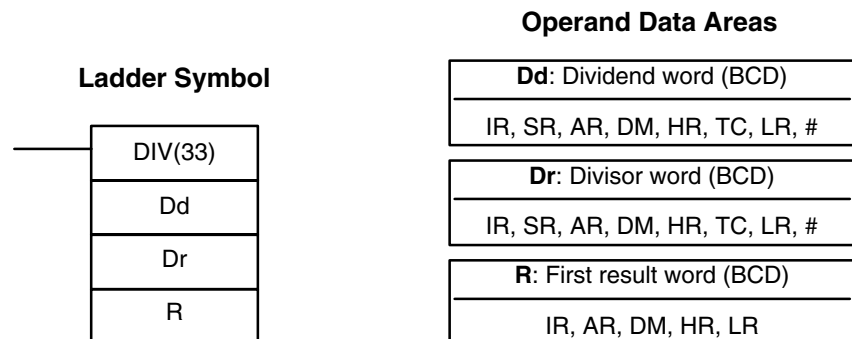 Ladder Symbol
DIV(33)
Dd
Dr
R
Operand Data Areas
Dd: Dividend word (BCD)
IR, SR, AR, DM, HR, TC, LR, #
Dr: Divisor word (BCD)
IR, SR, AR, DM, HR, TC, LR, #
R: First result word (BCD)
IR, AR, DM, HR, LR